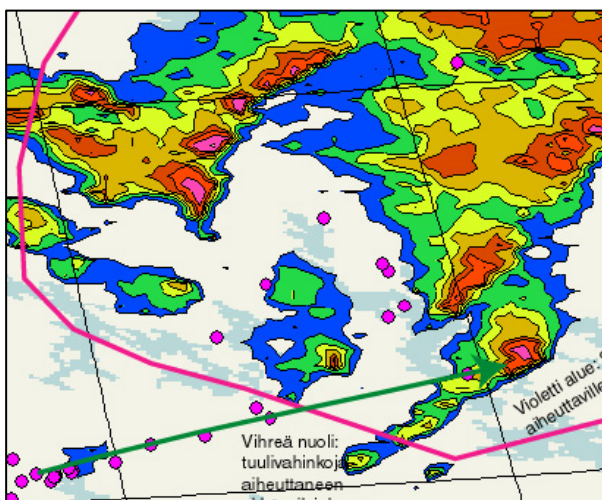 Vihreä nuoli:
tuulivahinkoja
aiheuttaneen
Violetti alue:
aiheuttaville